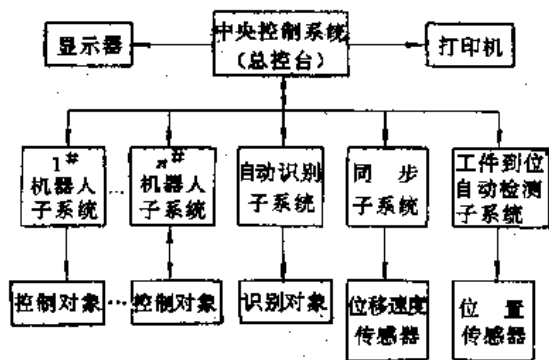 显示器
中央控制系统
(总控台)
打印机
1#
机器人
子系统
…
n#
机器人
子系统
自动识别
子系统
同步
子系统
工件到位
自动检测
子系统
控制对象
…
控制对象
识别对象
位移速度
传感器
位置
传感器